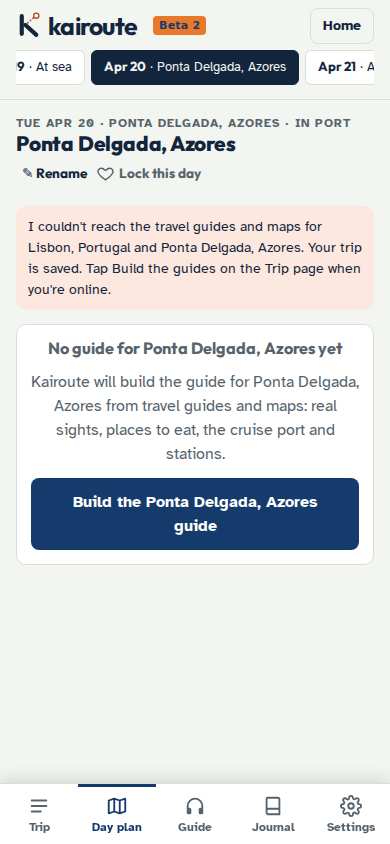 kairoute Beta 2 Home
9 · At sea Apr 20 · Ponta Delgada, Azores Apr 21 · A
TUE APR 20 · PONTA DELGADA, AZORES · IN PORT
Ponta Delgada, Azores
✎ Rename Lock this day
I couldn't reach the travel guides and maps for
Lisbon, Portugal and Ponta Delgada, Azores. Your trip
is saved. Tap Build the guides on the Trip page when
you're online.
No guide for Ponta Delgada, Azores yet
Kairoute will build the guide for Ponta Delgada,
Azores from travel guides and maps: real
sights, places to eat, the cruise port and
stations.
Build the Ponta Delgada, Azores
guide
Trip Day plan Guide Journal Settings